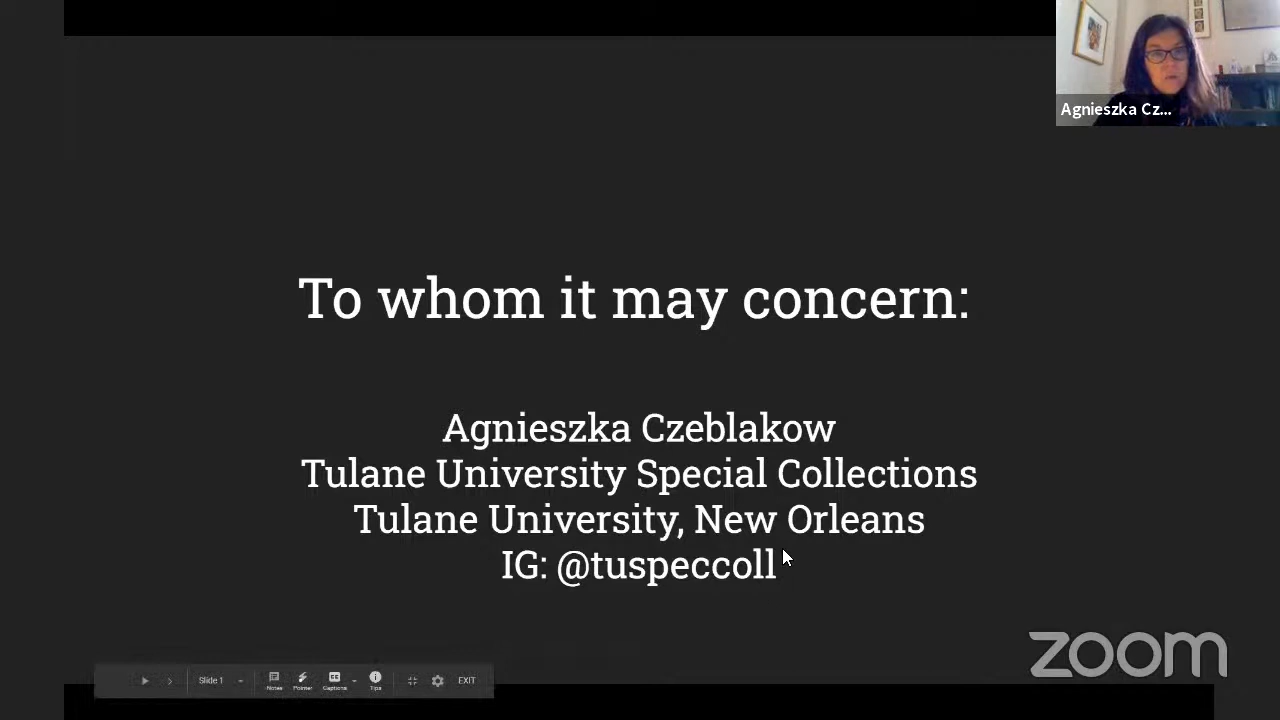 Agnieszka Cz...
To whom it may concern:
Agnieszka Czeblakow
Tulane University Special Collections
Tulane University, New Orleans
IG: @tuspeccoll
zoom
Slide 1
Notes
Pointer
Captions
Tips
EXIT